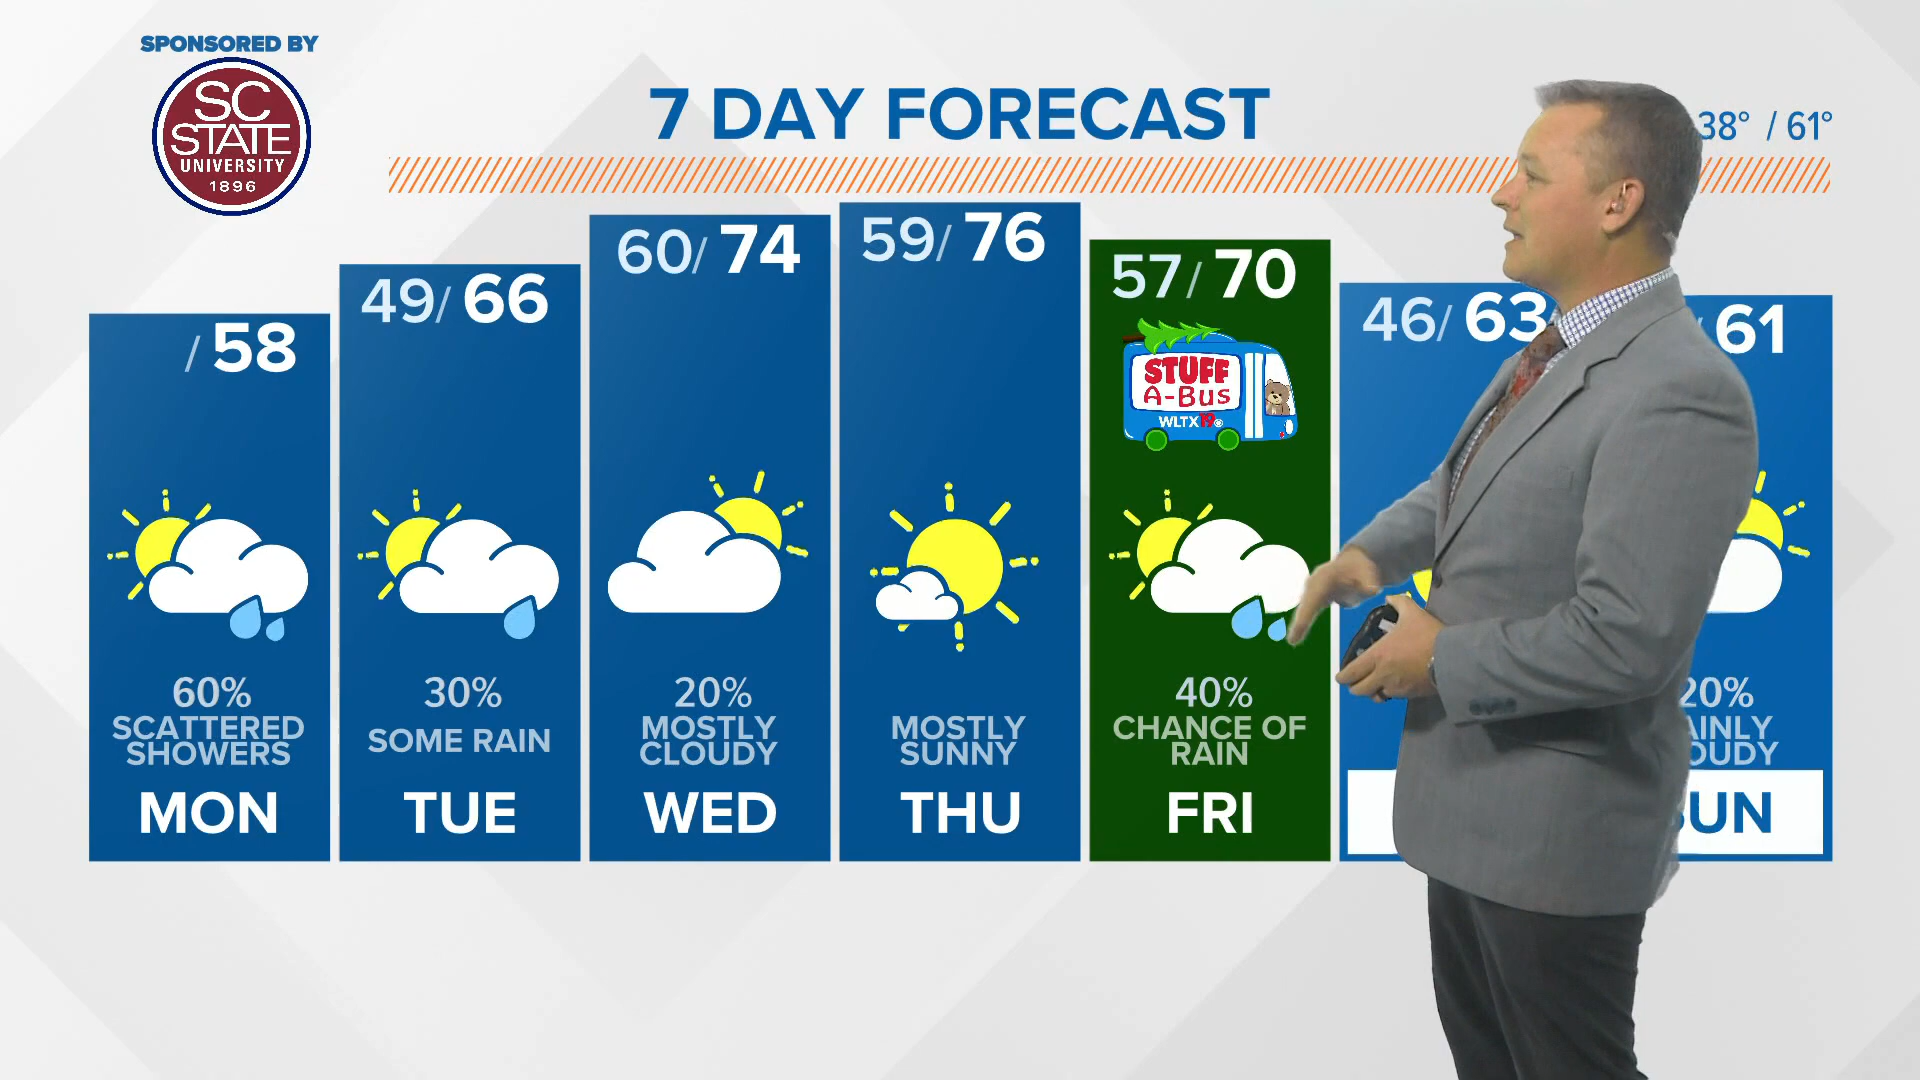 SPONSORED BY
SC
STATE
UNIVERSITY
1896
7 DAY FORECAST
38° / 61°
/ 58
60%
SCATTERED
SHOWERS
MON
49/ 66
30%
SOME RAIN
TUE
60/ 74
20%
MOSTLY
CLOUDY
WED
59/ 76
MOSTLY
SUNNY
THU
57/ 70
STUFF
A-BUS
WLTX19
40%
CHANCE OF
RAIN
FRI
46/ 63
/ 61
20%